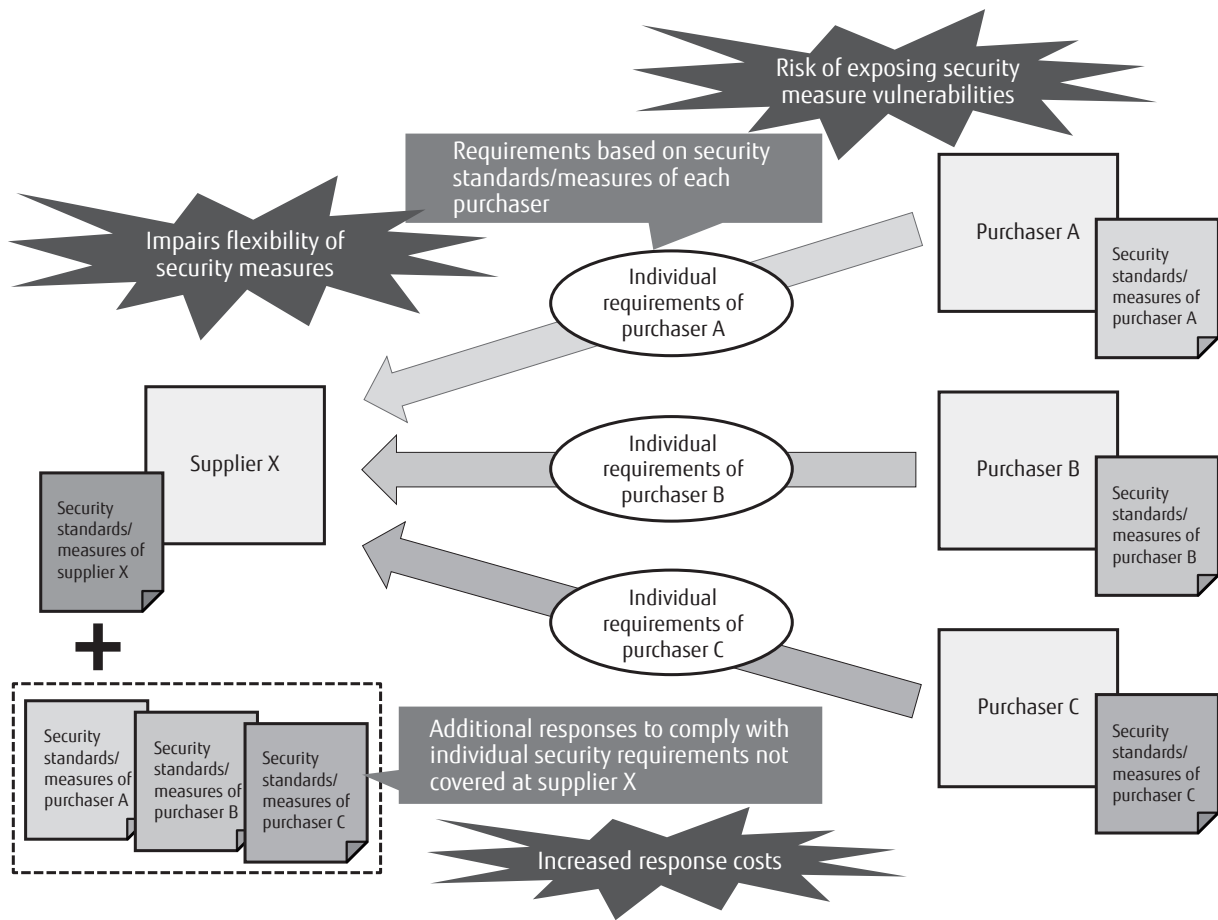 Risk of exposing security
measure vulnerabilities
Requirements based on security
standards/measures of each
purchaser
Impairs flexibility of
security measures
Individual
requirements of
purchaser A
Purchaser A
Security
standards/
measures of
purchaser A
Supplier X
Security
standards/
measures of
supplier X
Individual
requirements of
purchaser B
Purchaser B
Security
standards/
measures of
purchaser B
Individual
requirements of
purchaser C
Purchaser C
Security
standards/
measures of
purchaser C
+
Security
standards/
measures of
purchaser A
Security
standards/
measures of
purchaser B
Security
standards/
measures of
purchaser C
Additional responses to comply with
individual security requirements not
covered at supplier X
Increased response costs